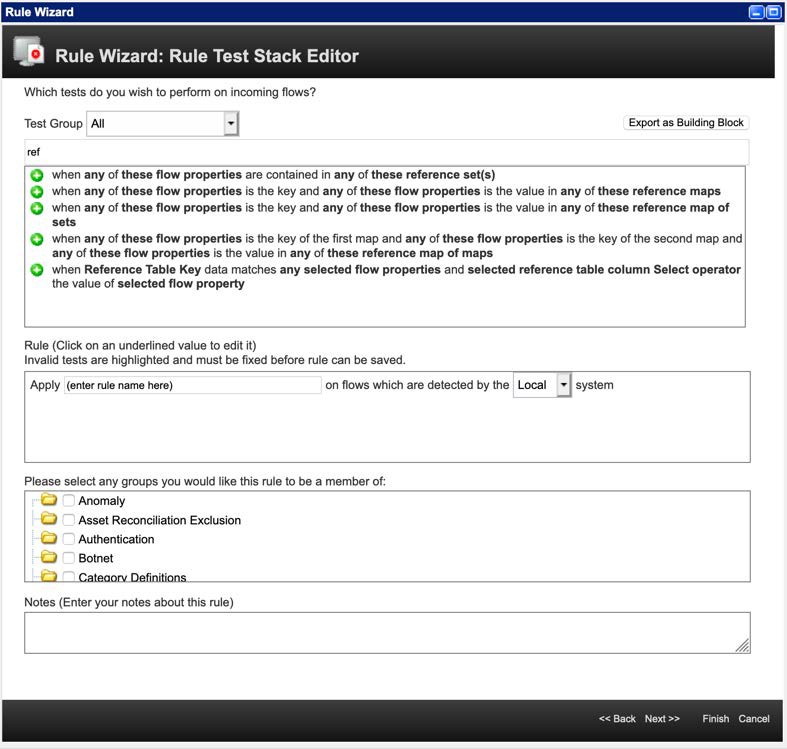 Rule Wizard
Rule Wizard: Rule Test Stack Editor
Which tests do you wish to perform on incoming flows?
Test Group All Export as Building Block
ref
when any of these flow properties are contained in any of these reference set(s)
when any of these flow properties is the key and any of these flow properties is the value in any of these reference maps
when any of these flow properties is the key and any of these flow properties is the value in any of these reference map of
sets
when any of these flow properties is the key of the first map and any of these flow properties is the key of the second map and
any of these flow properties is the value in any of these reference map of maps
when Reference Table Key data matches any selected flow properties and selected reference table column Select operator
the value of selected flow property
Rule (Click on an underlined value to edit it)
Invalid tests are highlighted and must be fixed before rule can be saved.
Apply (enter rule name here) on flows which are detected by the Local system
Please select any groups you would like this rule to be a member of:
Anomaly
Asset Reconciliation Exclusion
Authentication
Botnet
Category Definitions
Notes (Enter your notes about this rule)
<< Back Next >> Finish Cancel